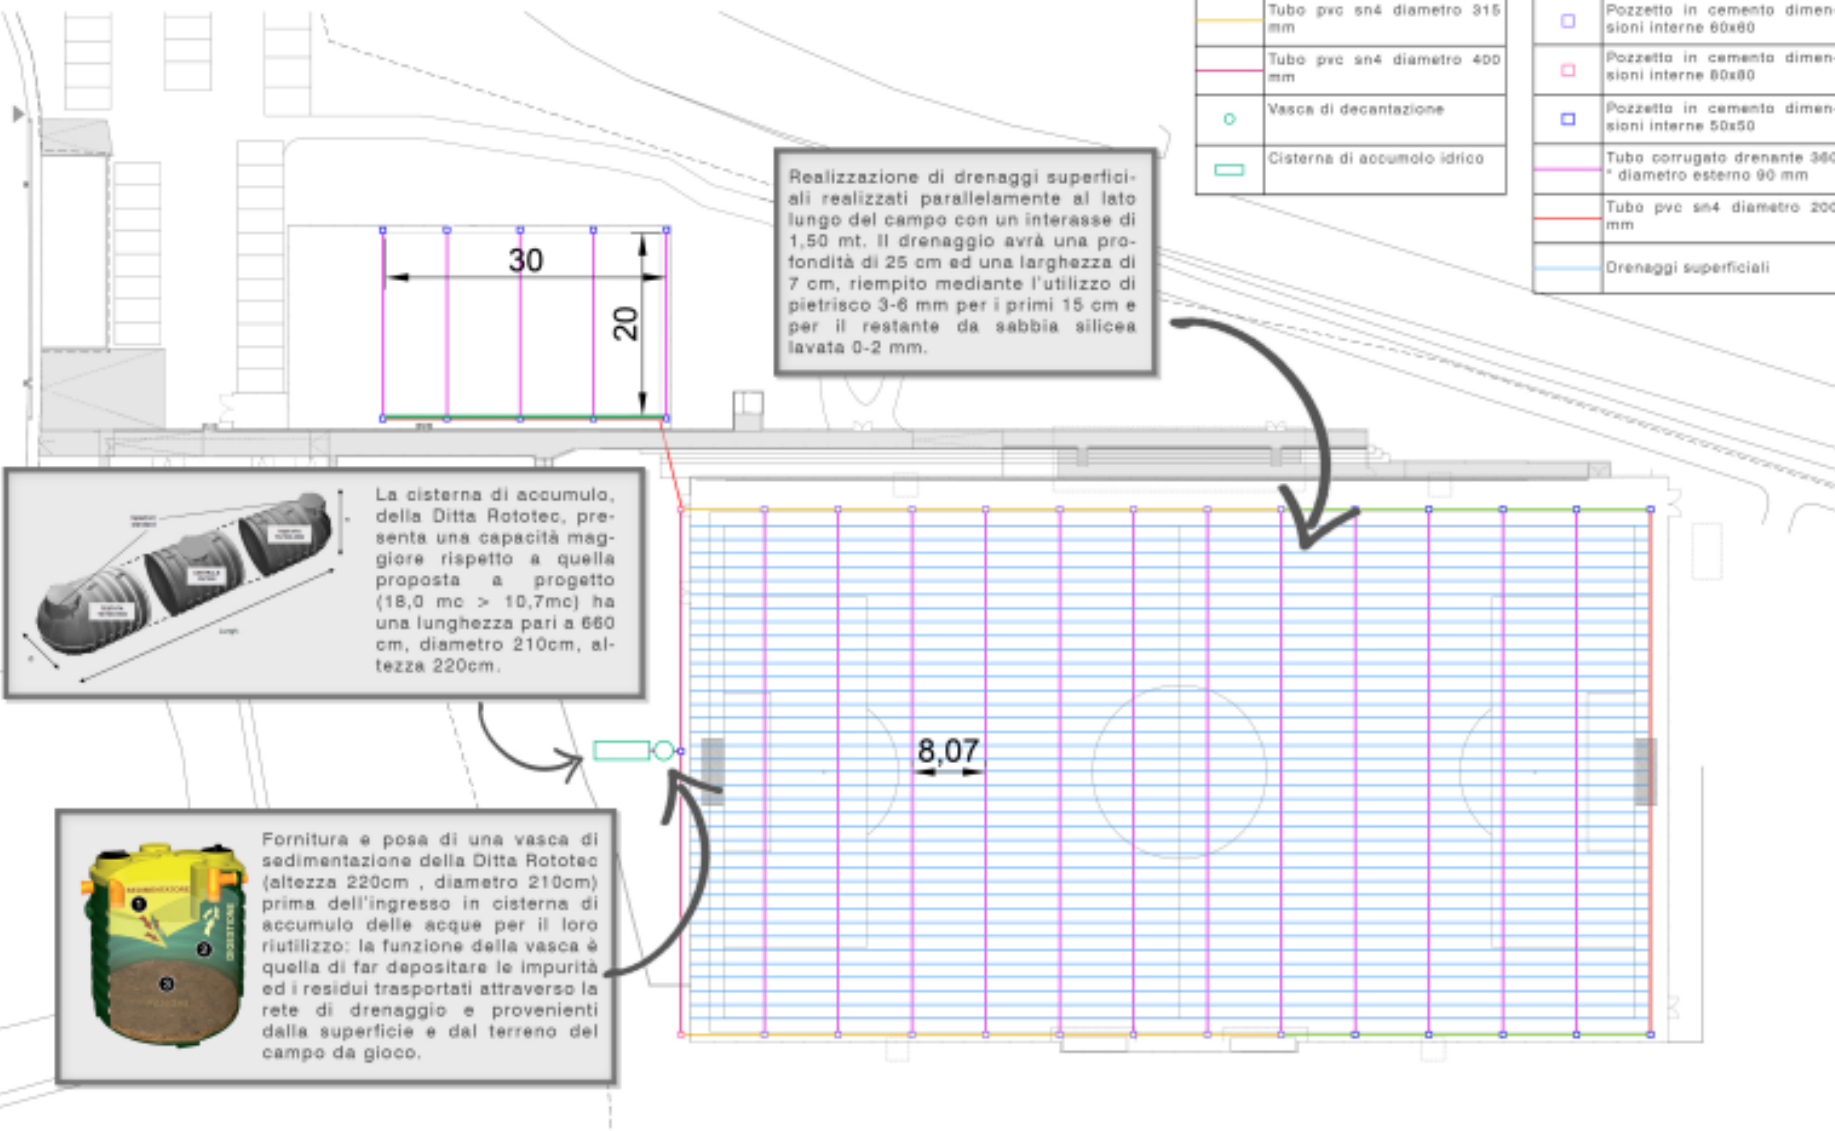 Tubo pvc sn4 diametro 315
mm
Tubo pvc sn4 diametro 400
mm
Vasca di decantazione
Cisterna di accumolo idrico
Pozzetto in cemento dimen-
sioni interne 60x60
Pozzetto in cemento dimen-
sioni interne 80x80
Pozzetto in cemento dimen-
sioni interne 50x50
Tubo corrugato drenante 360
° diametro esterno 90 mm
Tubo pvc sn4 diametro 200
mm
Drenaggi superficiali
Realizzazione di drenaggi superfici-
ali realizzati parallelamente al lato
lungo del campo con un interasse di
1,50 mt. Il drenaggio avrà una pro-
fondità di 25 cm ed una larghezza di
7 cm, riempito mediante l'utilizzo di
pietrisco 3-6 mm per i primi 15 cm e
per il restante da sabbia silicea
lavata 0-2 mm.
30
20
La cisterna di accumulo,
della Ditta Rototec, pre-
senta una capacità mag-
giore rispetto a quella
proposta a progetto
(18,0 mc > 10,7mc) ha
una lunghezza pari a 660
cm, diametro 210cm, al-
tezza 220cm.
8,07
Fornitura e posa di una vasca di
sedimentazione della Ditta Rototec
(altezza 220cm , diametro 210cm)
prima dell'ingresso in cisterna di
accumulo delle acque per il loro
riutilizzo: la funzione della vasca è
quella di far depositare le impurità
ed i residui trasportati attraverso la
rete di drenaggio e provenienti
dalla superficie e dal terreno del
campo da gioco.
SEDIMENTATORE
DIGESTIONE
1
2
3